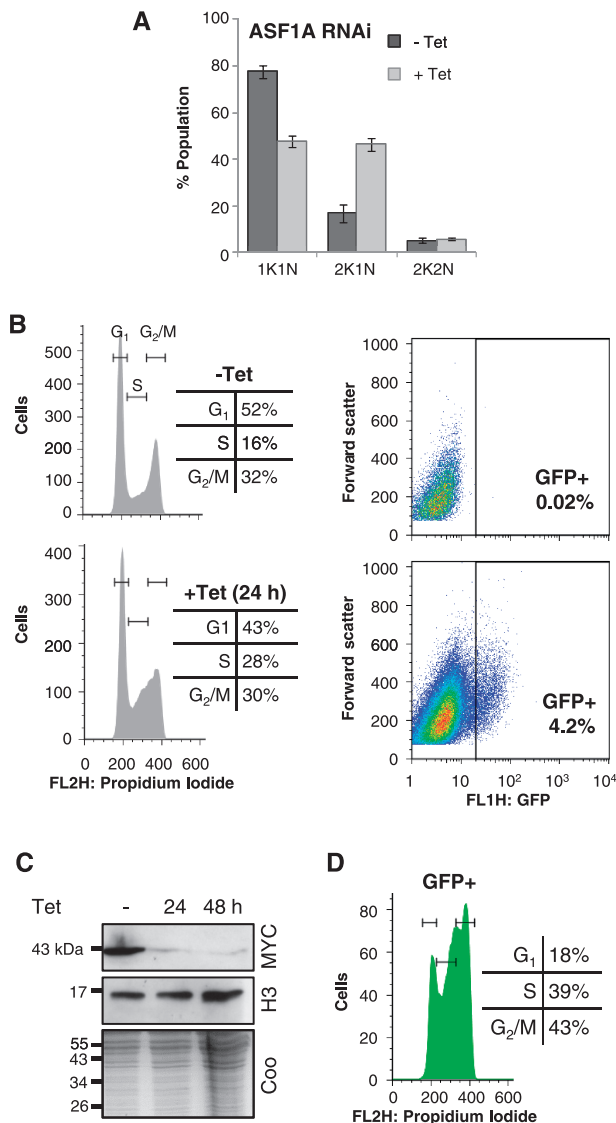 A
ASF1A RNAi
- Tet
+ Tet
% Population
100
80
60
40
20
0
1K1N
2K1N
2K2N
B
G1
G2/M
S
Cells
500
400
300
200
100
0
-Tet
G1 52%
S 16%
G2/M 32%
Forward scatter
1000
800
600
400
200
0
GFP+
0.02%
Cells
400
300
200
100
0
0 200 400 600
FL2H: Propidium Iodide
+Tet (24 h)
G1 43%
S 28%
G2/M 30%
Forward scatter
1000
800
600
400
200
0
GFP+
4.2%
1 10 10² 10³ 10⁴
FL1H: GFP
C
Tet - 24 48 h
43 kDa
MYC
17
H3
55
43
34
26
Coo
D
GFP+
Cells
80
60
40
20
0
0 200 400 600
FL2H: Propidium Iodide
G1 18%
S 39%
G2/M 43%